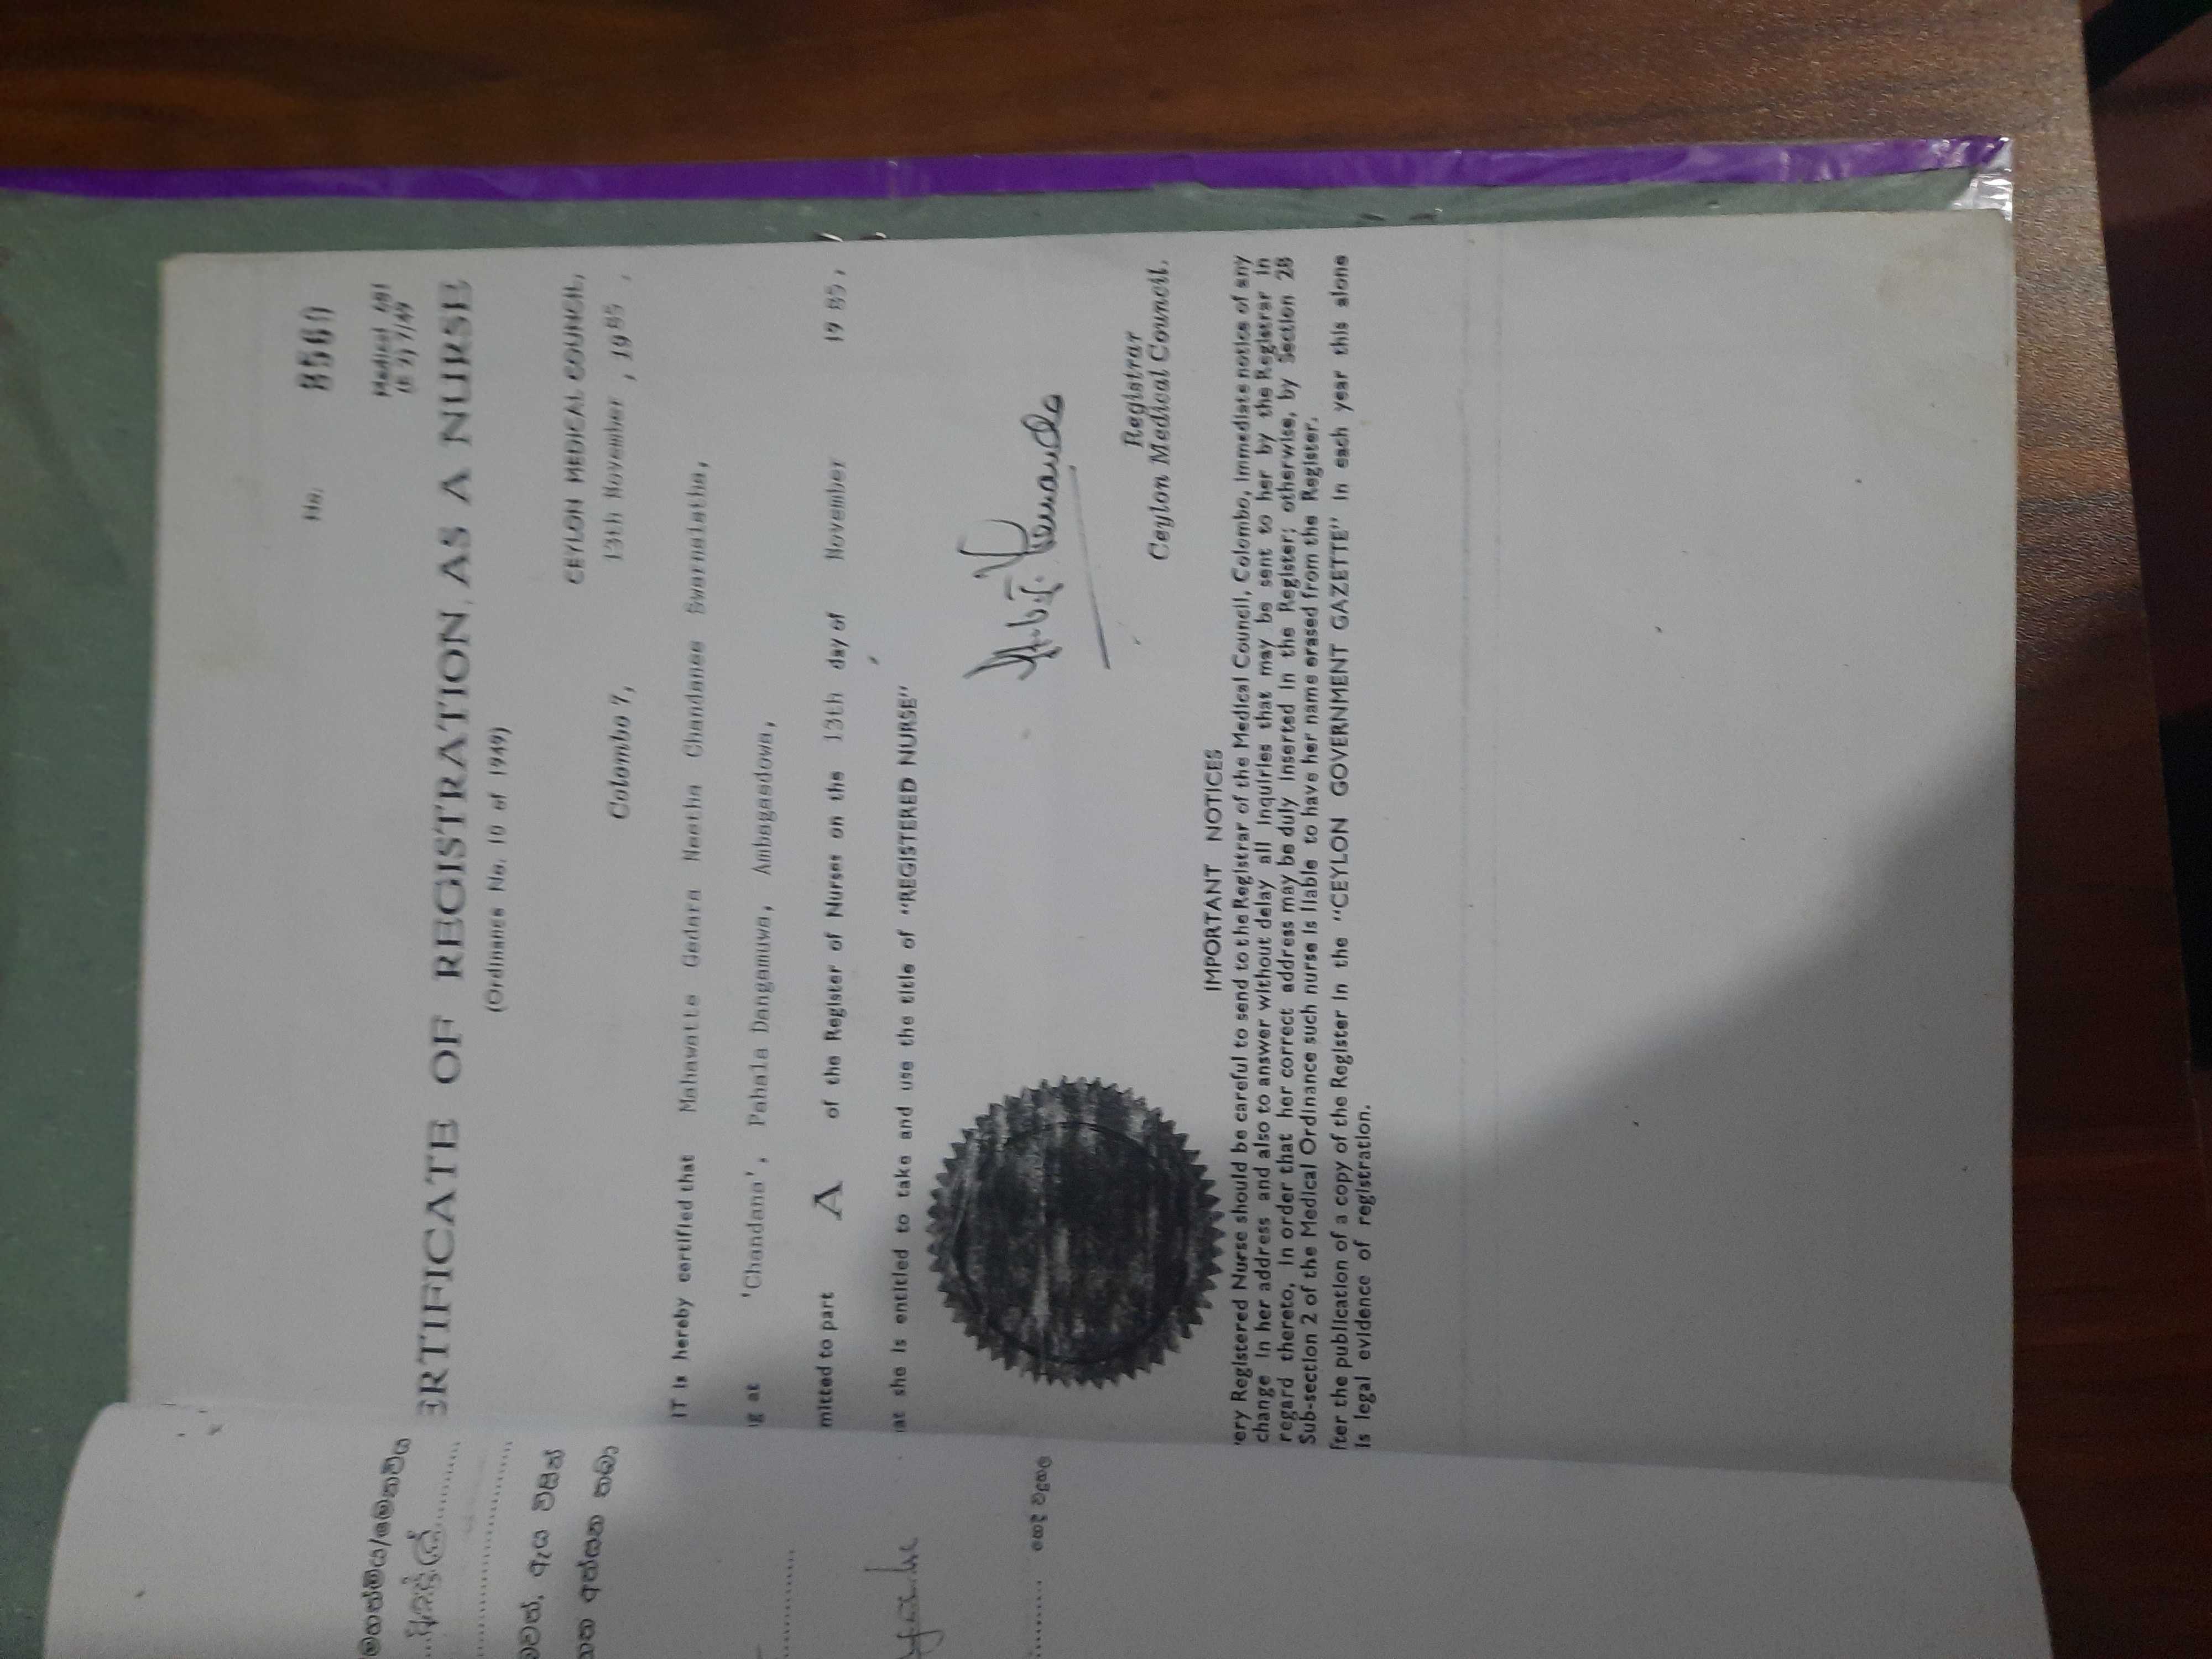 No. 8560
Medical 681
(E 7) 7/49
ERTIFICATE OF REGISTRATION AS A NURSE
(Ordinance No. 10 of 1949)
CEYLON MEDICAL COUNCIL,
Colombo 7, 13th November , 1985 ,
IT is hereby certified that Mahawatte Gedara Neetha Chandanee Swarnalatha,
g at 'Chandana', Pahala Dangamuwa, Ambagasdowa,
mitted to part A of the Register of Nurses on the 13th day of November 19 85 ,
at she is entitled to take and use the title of "REGISTERED NURSE"
Registrar
Ceylon Medical Council.
IMPORTANT NOTICES
ery Registered Nurse should be careful to send to the Registrar of the Medical Council, Colombo, immediate notice of any
change in her address and also to answer without delay all inquiries that may be sent to her by the Registrar in
regard thereto, in order that her correct address may be duly inserted in the Register; otherwise, by Section 28
Sub-section 2 of the Medical Ordinance such nurse is liable to have her name erased from the Register.
fter the publication of a copy of the Register in the "CEYLON GOVERNMENT GAZETTE" in each year this alone
is legal evidence of registration.
මහත්මිය/මෙනවිය
බවත්, ඇය විසින්